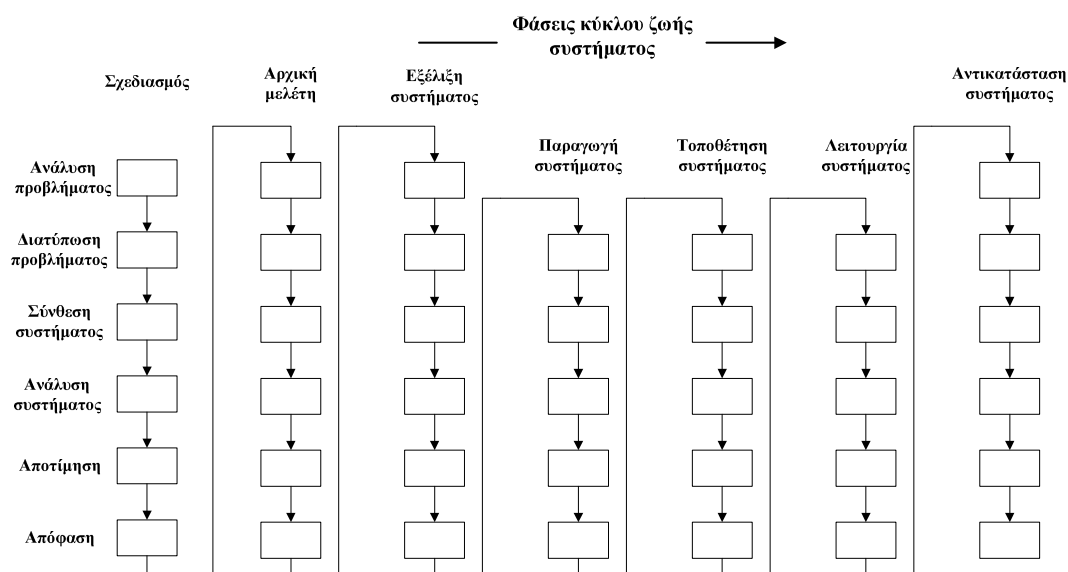 Φάσεις κύκλου ζωής
συστήματος
Σχεδιασμός
Αρχική
μελέτη
Εξέλιξη
συστήματος
Αντικατάσταση
συστήματος
Παραγωγή
συστήματος
Τοποθέτηση
συστήματος
Λειτουργία
συστήματος
Ανάλυση
προβλήματος
Διατύπωση
προβλήματος
Σύνθεση
συστήματος
Ανάλυση
συστήματος
Αποτίμηση
Απόφαση